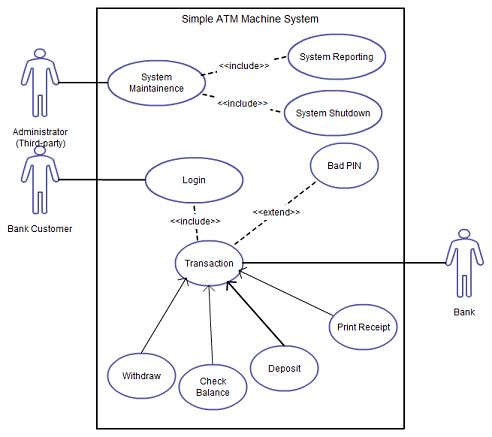 Simple ATM Machine System
System
Maintainence
<<include>>
System Reporting
<<include>>
System Shutdown
Administrator
(Third-party)
Bad PIN
Login
Bank Customer
<<include>>
<<extend>>
Transaction
Bank
Print Receipt
Withdraw
Check
Balance
Deposit